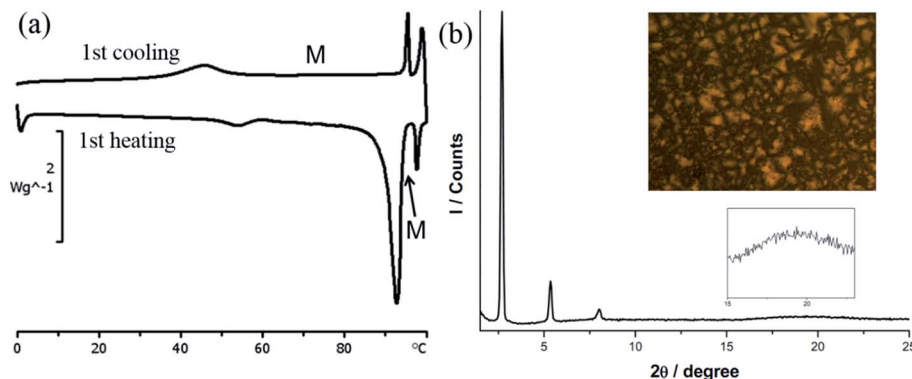 (a)
1st cooling
M
1st heating
2
Wg^-1
M
0
20
40
60
80
°C
(b)
I / Counts
15
20
5
10
15
20
25
2θ / degree